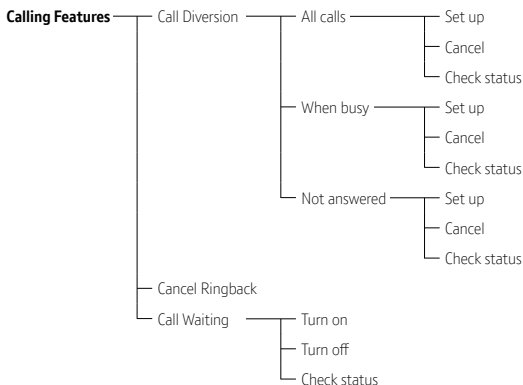 Calling Features Call Diversion All calls Set up
Cancel
Check status
When busy Set up
Cancel
Check status
Not answered Set up
Cancel
Check status
Cancel Ringback
Call Waiting Turn on
Turn off
Check status